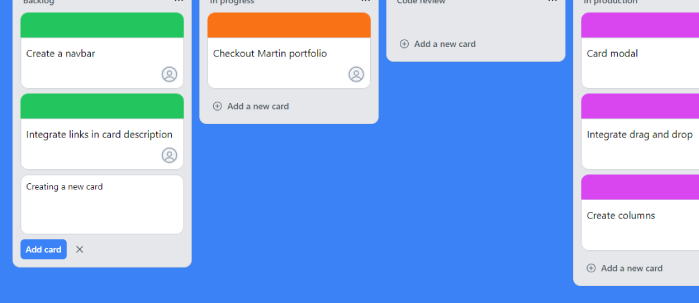 Backlog
Create a navbar
Integrate links in card description
Creating a new card
Add card
In progress
Checkout Martin portfolio
Add a new card
Code review
Add a new card
In production
Card modal
Integrate drag and drop
Create columns
Add a new card